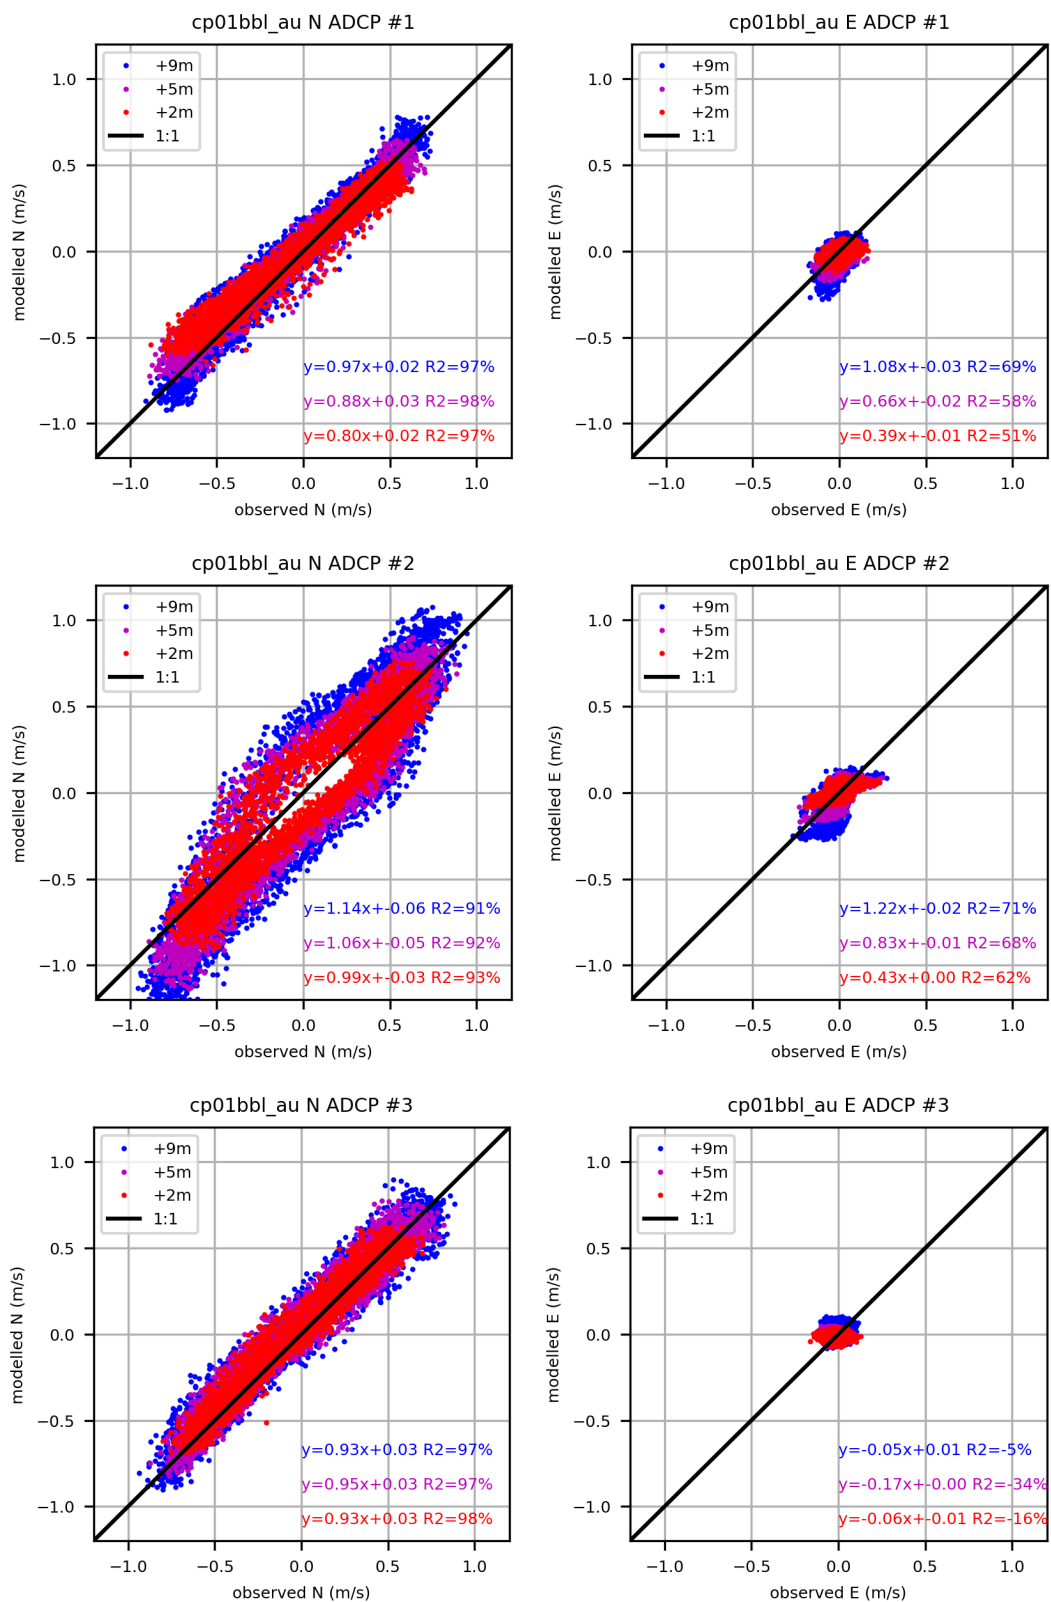 cp01bbl_au N ADCP #1
+9m
+5m
+2m
1:1
1.0
0.5
0.0
−0.5
−1.0
modelled N (m/s)
y=0.97x+0.02 R2=97%
y=0.88x+0.03 R2=98%
y=0.80x+0.02 R2=97%
−1.0 −0.5 0.0 0.5 1.0
observed N (m/s)
cp01bbl_au E ADCP #1
+9m
+5m
+2m
1:1
1.0
0.5
0.0
−0.5
−1.0
modelled E (m/s)
y=1.08x+-0.03 R2=69%
y=0.66x+-0.02 R2=58%
y=0.39x+-0.01 R2=51%
−1.0 −0.5 0.0 0.5 1.0
observed E (m/s)
cp01bbl_au N ADCP #2
+9m
+5m
+2m
1:1
1.0
0.5
0.0
−0.5
−1.0
modelled N (m/s)
y=1.14x+-0.06 R2=91%
y=1.06x+-0.05 R2=92%
y=0.99x+-0.03 R2=93%
−1.0 −0.5 0.0 0.5 1.0
observed N (m/s)
cp01bbl_au E ADCP #2
+9m
+5m
+2m
1:1
1.0
0.5
0.0
−0.5
−1.0
modelled E (m/s)
y=1.22x+-0.02 R2=71%
y=0.83x+-0.01 R2=68%
y=0.43x+0.00 R2=62%
−1.0 −0.5 0.0 0.5 1.0
observed E (m/s)
cp01bbl_au N ADCP #3
+9m
+5m
+2m
1:1
1.0
0.5
0.0
−0.5
−1.0
modelled N (m/s)
y=0.93x+0.03 R2=97%
y=0.95x+0.03 R2=97%
y=0.93x+0.03 R2=98%
−1.0 −0.5 0.0 0.5 1.0
observed N (m/s)
cp01bbl_au E ADCP #3
+9m
+5m
+2m
1:1
1.0
0.5
0.0
−0.5
−1.0
modelled E (m/s)
y=-0.05x+0.01 R2=-5%
y=-0.17x+-0.00 R2=-34%
y=-0.06x+-0.01 R2=-16%
−1.0 −0.5 0.0 0.5 1.0
observed E (m/s)